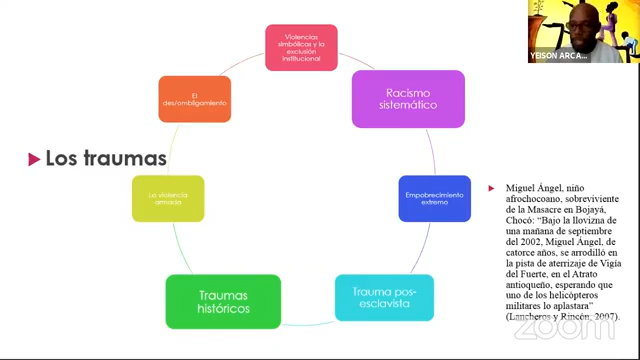 YEISON ARCA...
Violencias
simbólicas y la
exclusión
institucional
Racismo
sistemático
Empobrecimiento
extremo
Trauma pos-
esclavista
Traumas
históricos
La violencia
armada
El
des/ombligamiento
Los traumas
Miguel Ángel, niño
afrochocoano, sobreviviente
de la Masacre en Bojayá,
Chocó: “Bajo la llovizna de
una mañana de septiembre
del 2002, Miguel Ángel, de
catorce años, se arrodilló en
la pista de aterrizaje de Vigía
del Fuerte, en el Atrato
antioqueño, esperando que
uno de los helicópteros
militares lo aplastara”
(Lancheros y Rincón, 2007).
zoom